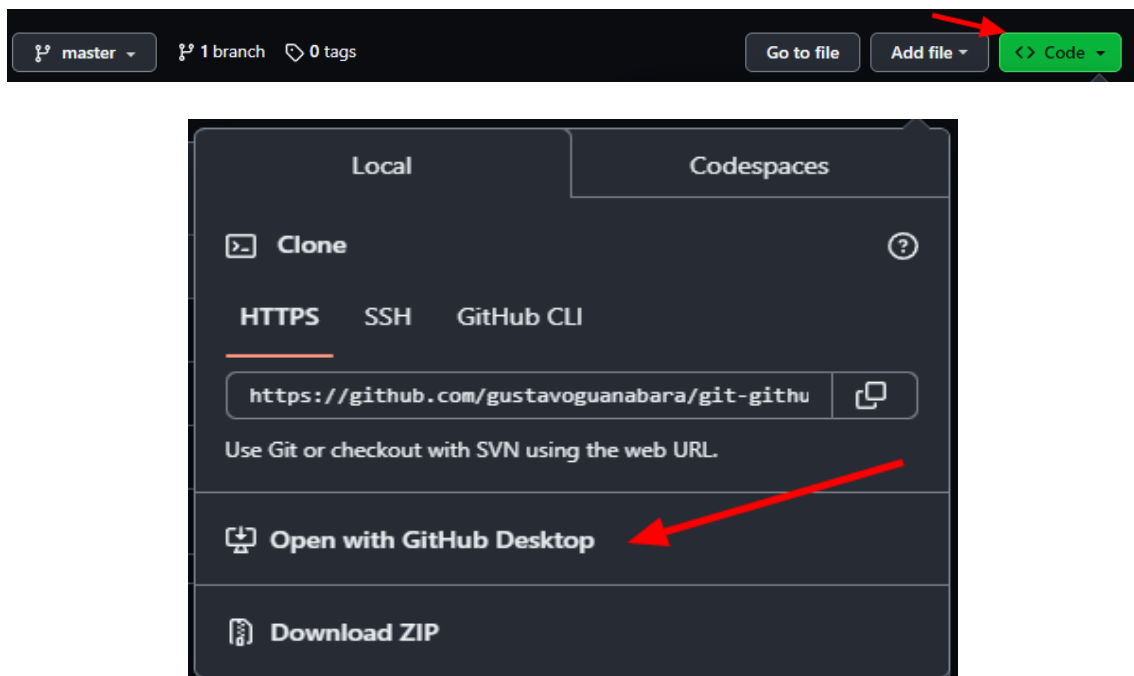 master 1 branch 0 tags Go to file Add file <> Code
Local Codespaces
Clone
HTTPS SSH GitHub CLI
https://github.com/gustavoguanabara/git-githu
Use Git or checkout with SVN using the web URL.
Open with GitHub Desktop
Download ZIP